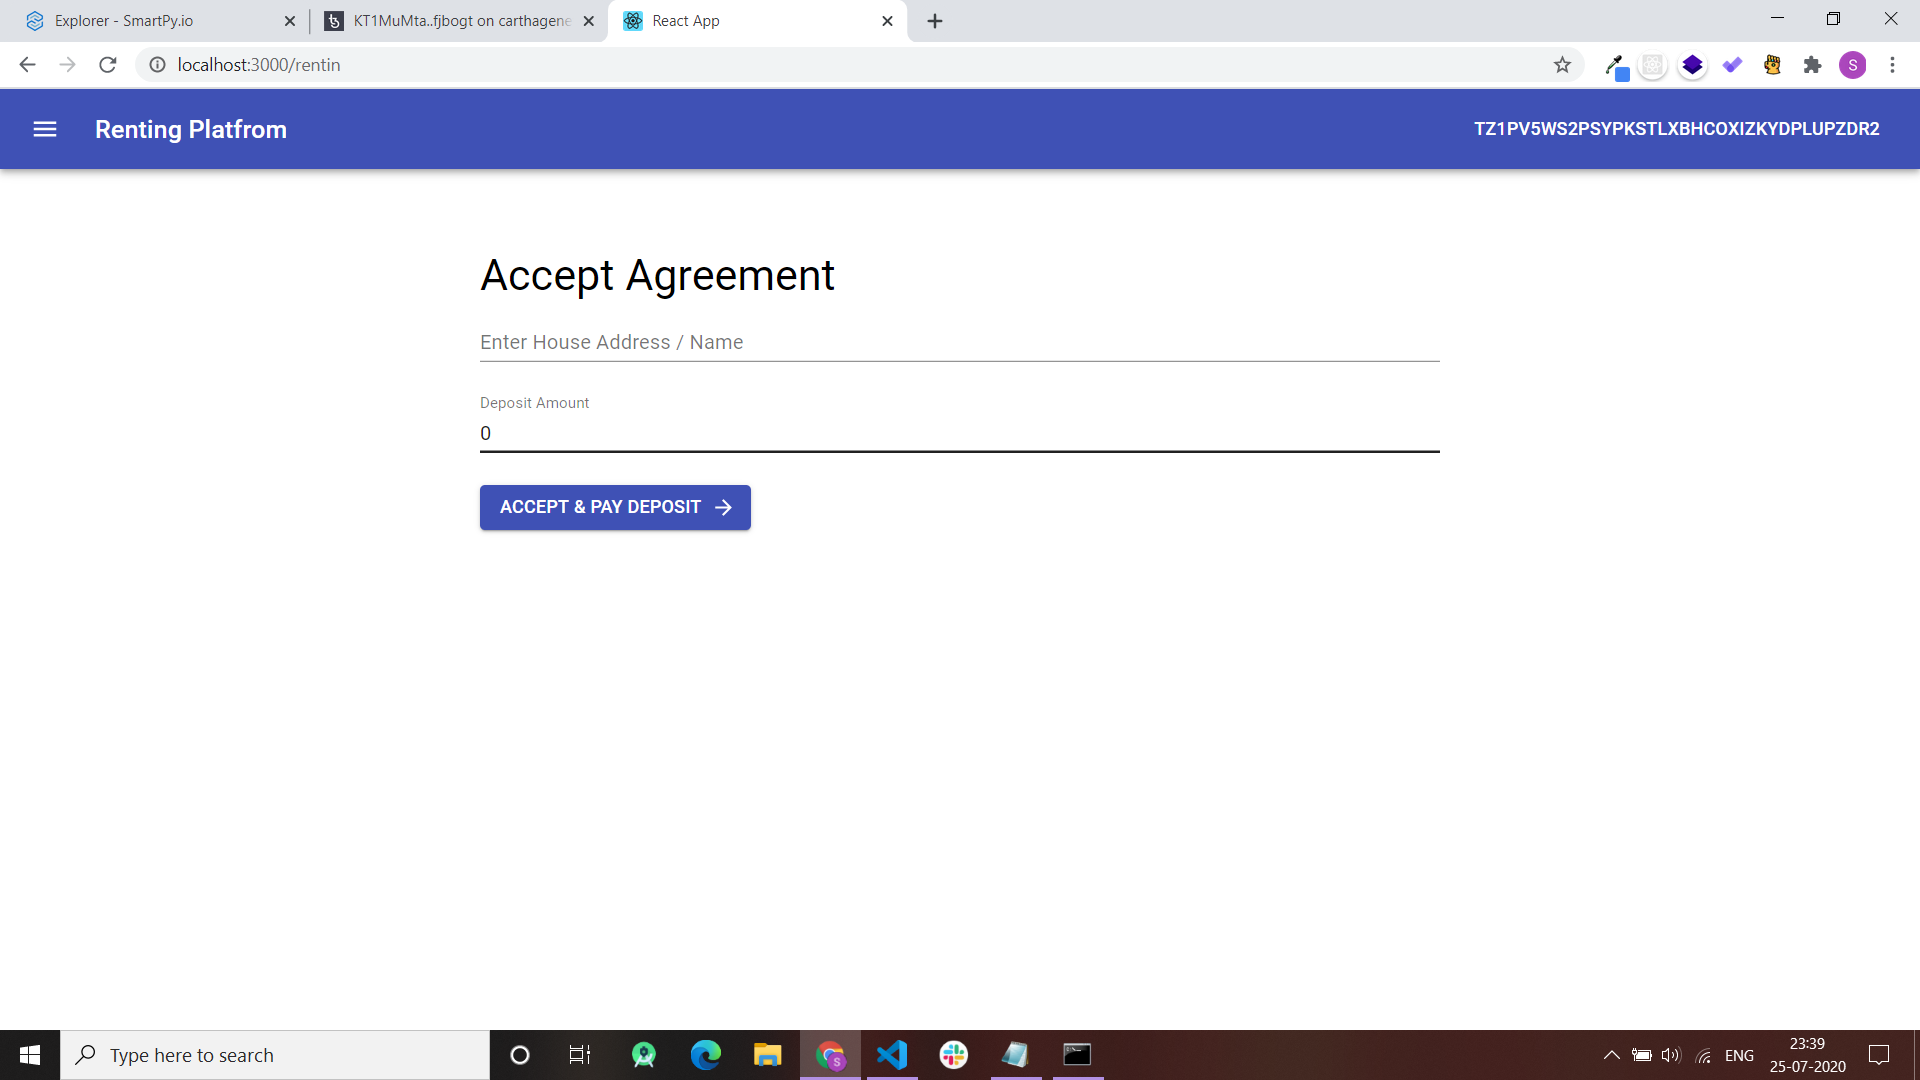 Explorer - SmartPy.io
KT1MuMta..fjbogt on carthagene
React App
localhost:3000/rentin
S
Renting Platfrom
TZ1PV5WS2PSYPKSTLXBHCOXIZKYDPLUPZDR2
Accept Agreement
Enter House Address / Name
Deposit Amount
0
ACCEPT & PAY DEPOSIT
Type here to search
S
ENG
23:39
25-07-2020